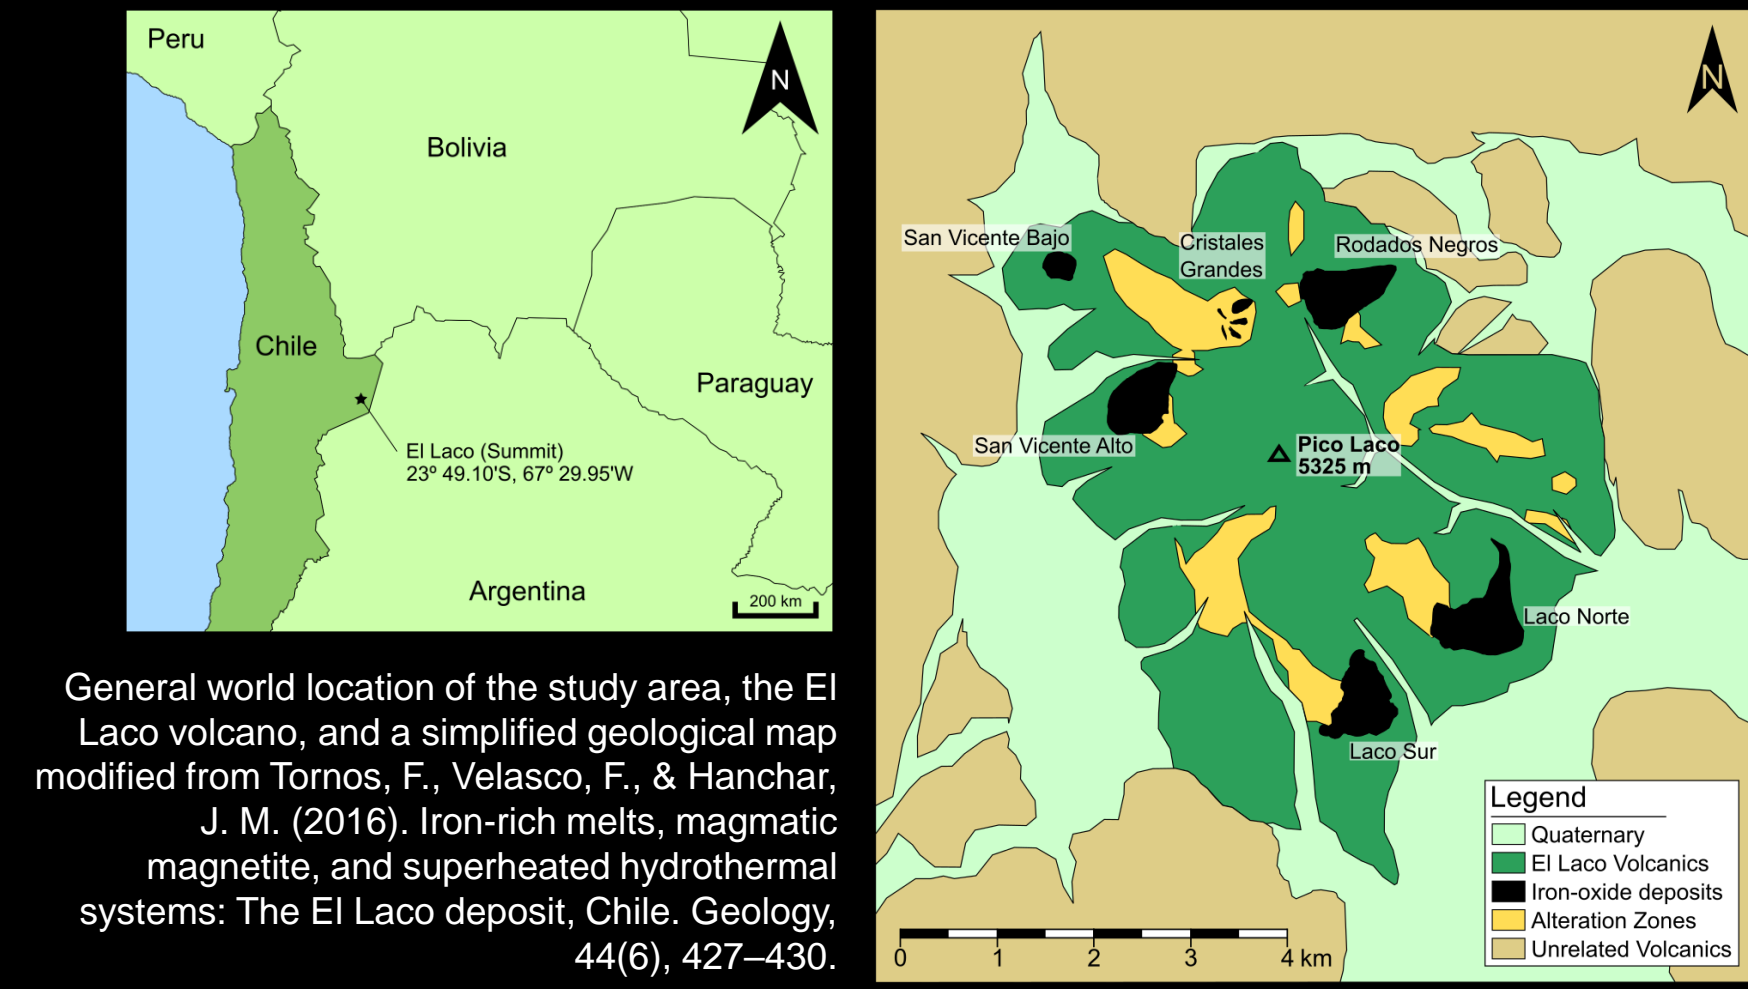 Peru
N
Bolivia
Chile
Paraguay
El Laco (Summit)
23º 49.10'S, 67º 29.95'W
Argentina
200 km
General world location of the study area, the El
Laco volcano, and a simplified geological map
modified from Tornos, F., Velasco, F., & Hanchar,
J. M. (2016). Iron-rich melts, magmatic
magnetite, and superheated hydrothermal
systems: The El Laco deposit, Chile. Geology,
44(6), 427–430.
N
San Vicente Bajo
Cristales
Grandes
Rodados Negros
San Vicente Alto
Pico Laco
5325 m
Laco Norte
Laco Sur
Legend
Quaternary
El Laco Volcanics
Iron-oxide deposits
Alteration Zones
Unrelated Volcanics
0 1 2 3 4 km